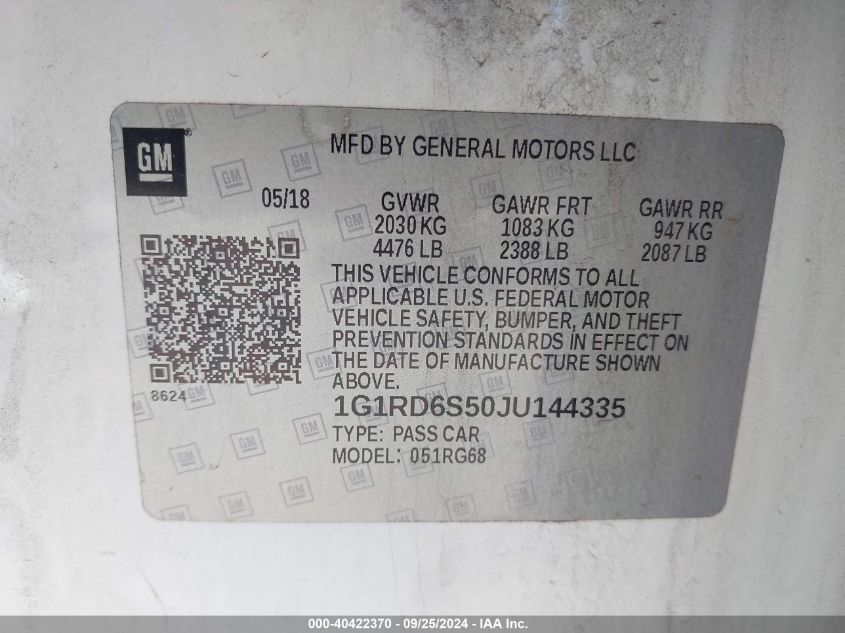 GM
MFD BY GENERAL MOTORS LLC
05/18 GVWR GAWR FRT GAWR RR
2030 KG 1083 KG 947 KG
4476 LB 2388 LB 2087 LB
THIS VEHICLE CONFORMS TO ALL
APPLICABLE U.S. FEDERAL MOTOR
VEHICLE SAFETY, BUMPER, AND THEFT
PREVENTION STANDARDS IN EFFECT ON
THE DATE OF MANUFACTURE SHOWN
ABOVE.
8624
1G1RD6S50JU144335
TYPE: PASS CAR
MODEL: 051RG68
000-40422370 - 09/25/2024 - IAA Inc.